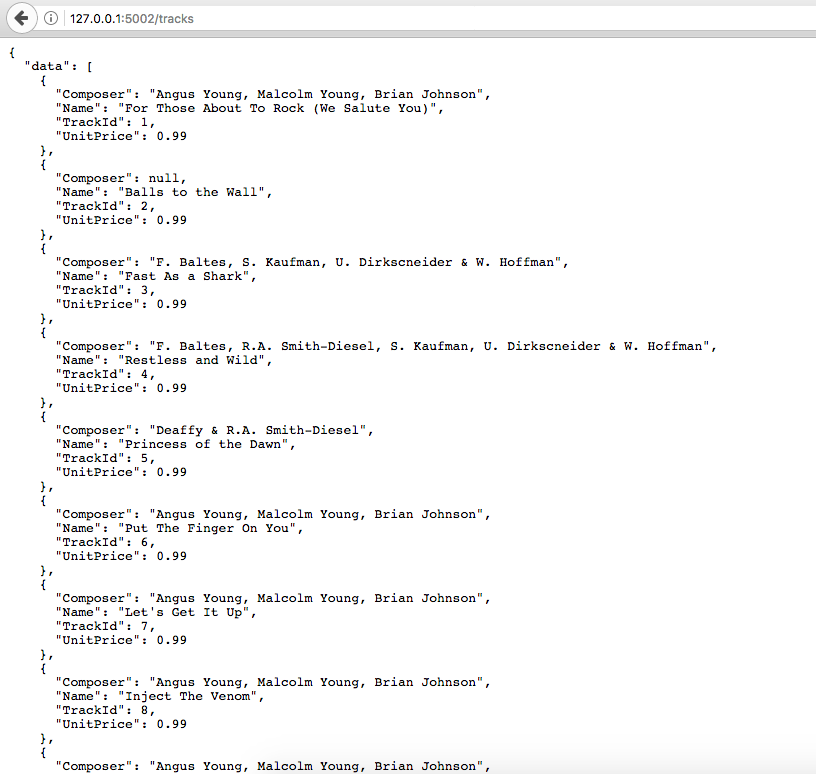 127.0.0.1:5002/tracks
{
  "data": [
    {
      "Composer": "Angus Young, Malcolm Young, Brian Johnson",
      "Name": "For Those About To Rock (We Salute You)",
      "TrackId": 1,
      "UnitPrice": 0.99
    },
    {
      "Composer": null,
      "Name": "Balls to the Wall",
      "TrackId": 2,
      "UnitPrice": 0.99
    },
    {
      "Composer": "F. Baltes, S. Kaufman, U. Dirkscneider & W. Hoffman",
      "Name": "Fast As a Shark",
      "TrackId": 3,
      "UnitPrice": 0.99
    },
    {
      "Composer": "F. Baltes, R.A. Smith-Diesel, S. Kaufman, U. Dirkscneider & W. Hoffman",
      "Name": "Restless and Wild",
      "TrackId": 4,
      "UnitPrice": 0.99
    },
    {
      "Composer": "Deaffy & R.A. Smith-Diesel",
      "Name": "Princess of the Dawn",
      "TrackId": 5,
      "UnitPrice": 0.99
    },
    {
      "Composer": "Angus Young, Malcolm Young, Brian Johnson",
      "Name": "Put The Finger On You",
      "TrackId": 6,
      "UnitPrice": 0.99
    },
    {
      "Composer": "Angus Young, Malcolm Young, Brian Johnson",
      "Name": "Let's Get It Up",
      "TrackId": 7,
      "UnitPrice": 0.99
    },
    {
      "Composer": "Angus Young, Malcolm Young, Brian Johnson",
      "Name": "Inject The Venom",
      "TrackId": 8,
      "UnitPrice": 0.99
    },
    {
      "Composer": "Angus Young, Malcolm Young, Brian Johnson",